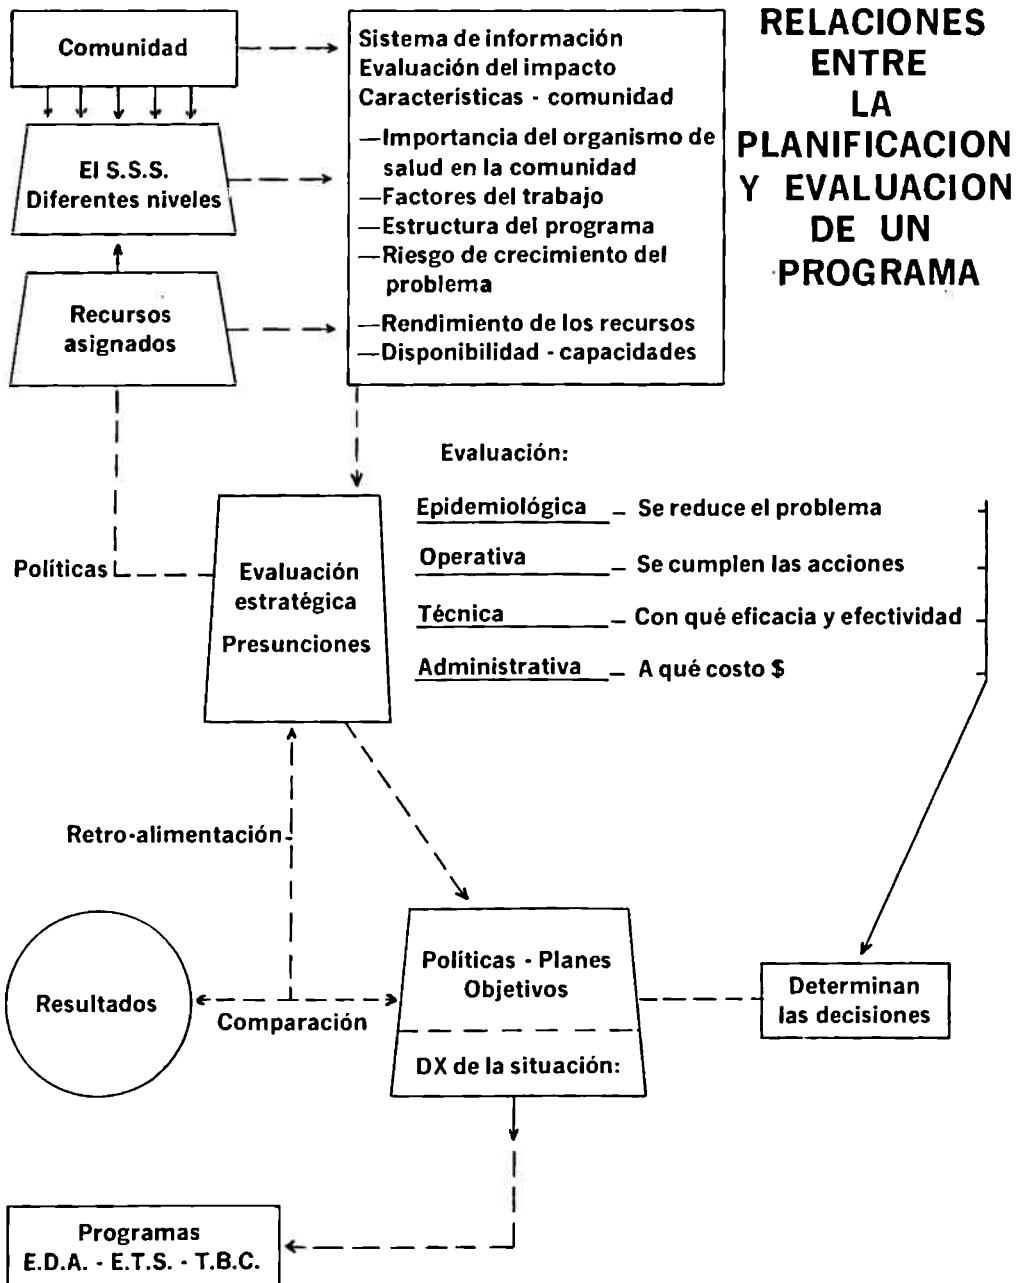 RELACIONES
ENTRE
LA
PLANIFICACION
Y EVALUACION
DE UN
PROGRAMA
Comunidad
El S.S.S.
Diferentes niveles
Recursos
asignados
Sistema de información
Evaluación del impacto
Características - comunidad
—Importancia del organismo de
salud en la comunidad
—Factores del trabajo
—Estructura del programa
—Riesgo de crecimiento del
problema
—Rendimiento de los recursos
—Disponibilidad - capacidades
Políticas
Evaluación
estratégica
Presunciones
Evaluación:
Epidemiológica – Se reduce el problema
Operativa – Se cumplen las acciones
Técnica – Con qué eficacia y efectividad
Administrativa – A qué costo $
Retro-alimentación
Resultados
Comparación
Políticas - Planes
Objetivos
DX de la situación:
Determinan
las decisiones
Programas
E.D.A. - E.T.S. - T.B.C.